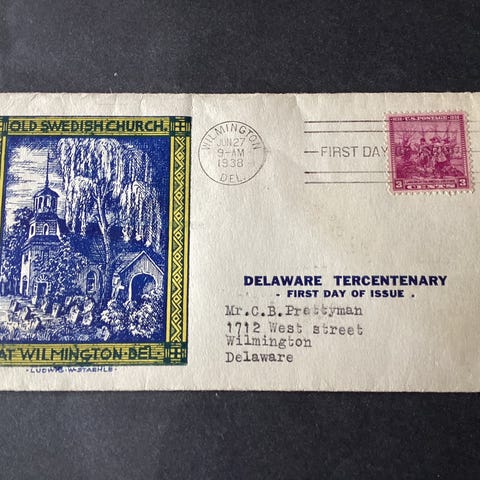 OLD SWEDISH CHURCH.
AT WILMINGTON DEL.
·LUDWIG·W·STAEHLE·
WILMINGTON
JUN 27
9-AM
1938
DEL.
FIRST DAY
U.S. POSTAGE
3 CENTS 3
DELAWARE TERCENTENARY
- FIRST DAY OF ISSUE .
Mr.C.B.Prettyman
1712 West street
Wilmington
Delaware